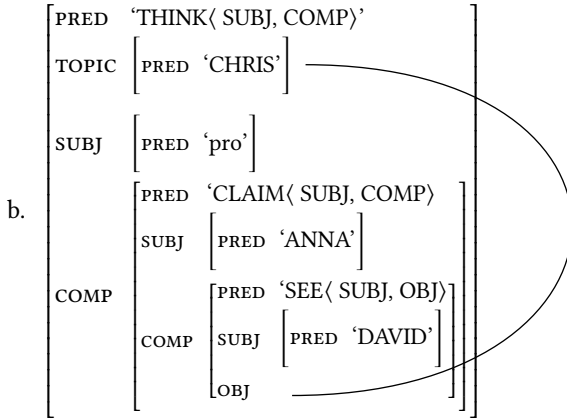 PRED ‘THINK⟨ SUBJ, COMP⟩’
TOPIC [PRED ‘CHRIS’]
SUBJ [PRED ‘pro’]
b.
PRED ‘CLAIM⟨ SUBJ, COMP⟩
SUBJ [PRED ‘ANNA’]
COMP
PRED ‘SEE⟨ SUBJ, OBJ⟩
COMP SUBJ [PRED ‘DAVID’]
OBJ